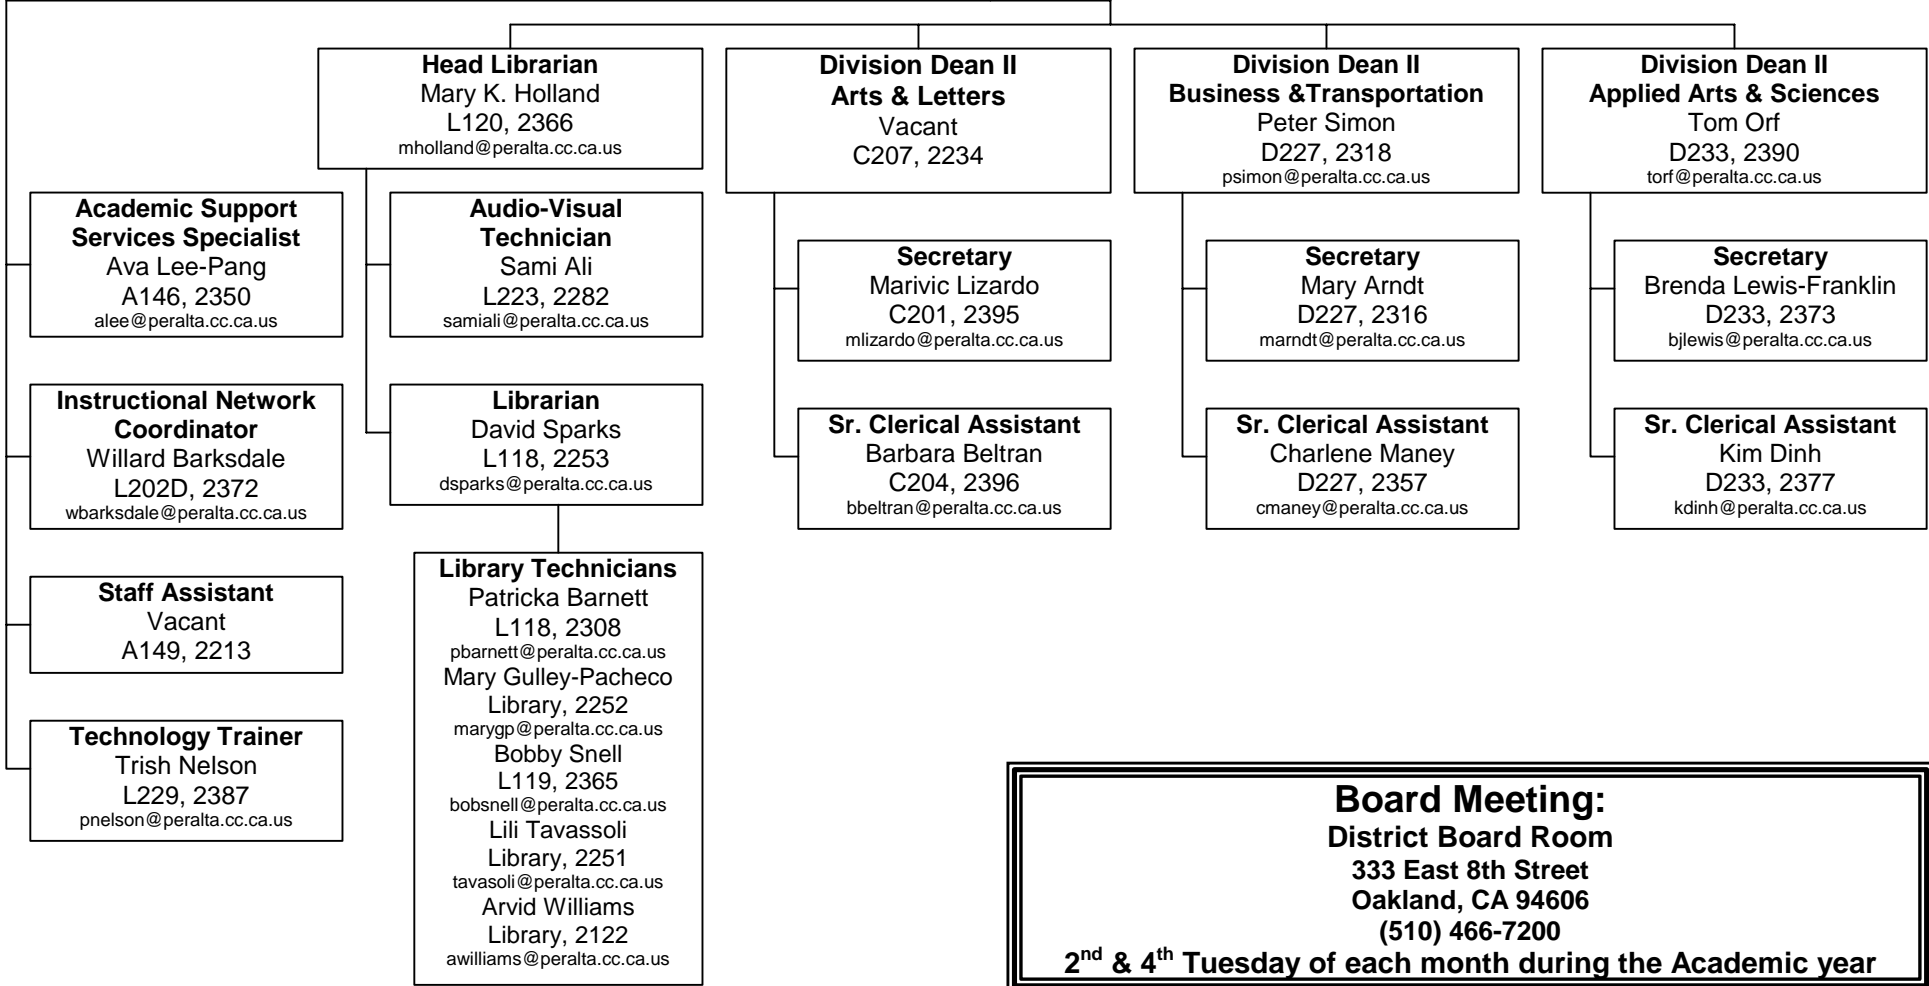 Head Librarian
Mary K. Holland
L120, 2366
mholland@peralta.cc.ca.us
Division Dean II
Arts & Letters
Vacant
C207, 2234
Division Dean II
Business &Transportation
Peter Simon
D227, 2318
psimon@peralta.cc.ca.us
Division Dean II
Applied Arts & Sciences
Tom Orf
D233, 2390
torf@peralta.cc.ca.us
Academic Support
Services Specialist
Ava Lee-Pang
A146, 2350
alee@peralta.cc.ca.us
Audio-Visual
Technician
Sami Ali
L223, 2282
samiali@peralta.cc.ca.us
Secretary
Marivic Lizardo
C201, 2395
mlizardo@peralta.cc.ca.us
Secretary
Mary Arndt
D227, 2316
marndt@peralta.cc.ca.us
Secretary
Brenda Lewis-Franklin
D233, 2373
bjlewis@peralta.cc.ca.us
Instructional Network
Coordinator
Willard Barksdale
L202D, 2372
wbarksdale@peralta.cc.ca.us
Librarian
David Sparks
L118, 2253
dsparks@peralta.cc.ca.us
Sr. Clerical Assistant
Barbara Beltran
C204, 2396
bbeltran@peralta.cc.ca.us
Sr. Clerical Assistant
Charlene Maney
D227, 2357
cmaney@peralta.cc.ca.us
Sr. Clerical Assistant
Kim Dinh
D233, 2377
kdinh@peralta.cc.ca.us
Staff Assistant
Vacant
A149, 2213
Library Technicians
Patricka Barnett
L118, 2308
pbarnett@peralta.cc.ca.us
Mary Gulley-Pacheco
Library, 2252
marygp@peralta.cc.ca.us
Bobby Snell
L119, 2365
bobsnell@peralta.cc.ca.us
Lili Tavassoli
Library, 2251
tavasoli@peralta.cc.ca.us
Arvid Williams
Library, 2122
awilliams@peralta.cc.ca.us
Technology Trainer
Trish Nelson
L229, 2387
pnelson@peralta.cc.ca.us
Board Meeting:
District Board Room
333 East 8th Street
Oakland, CA 94606
(510) 466-7200
2nd & 4th Tuesday of each month during the Academic year